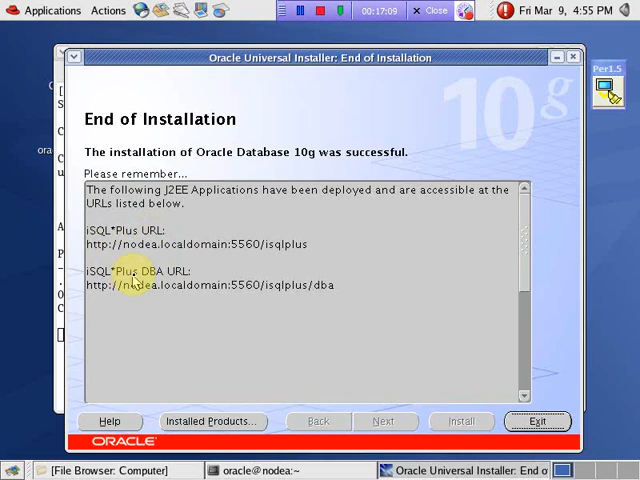 Applications Actions 00:17:09 Close Fri Mar 9, 4:55 PM
Oracle Universal Installer: End of Installation
Per1.5
10g
End of Installation
The installation of Oracle Database 10g was successful.
Please remember...
The following J2EE Applications have been deployed and are accessible at the
URLs listed below.
iSQL*Plus URL:
http://nodea.localdomain:5560/isqlplus
iSQL*Plus DBA URL:
http://nodea.localdomain:5560/isqlplus/dba
Help Installed Products... Back Next Install Exit
ORACLE
[File Browser: Computer] oracle@nodea:~ Oracle Universal Installer: End o